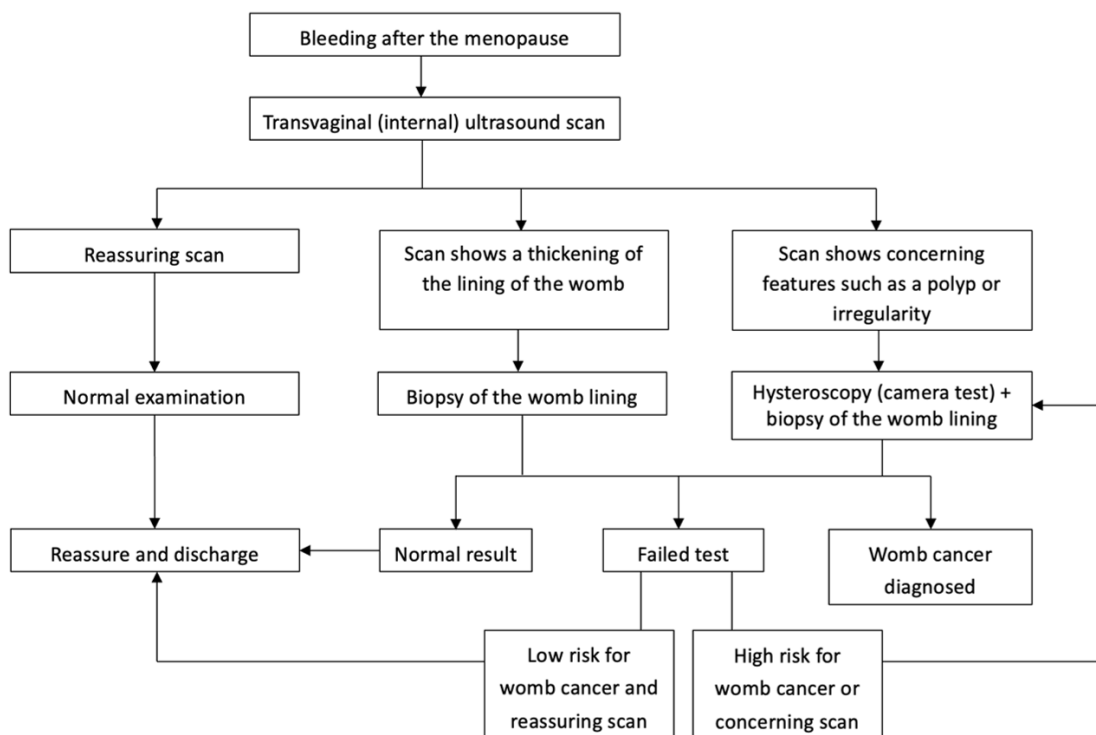 Bleeding after the menopause
Transvaginal (internal) ultrasound scan
Reassuring scan
Scan shows a thickening of
the lining of the womb
Scan shows concerning
features such as a polyp or
irregularity
Normal examination
Biopsy of the womb lining
Hysteroscopy (camera test) +
biopsy of the womb lining
Reassure and discharge
Normal result
Failed test
Womb cancer
diagnosed
Low risk for
womb cancer and
reassuring scan
High risk for
womb cancer or
concerning scan